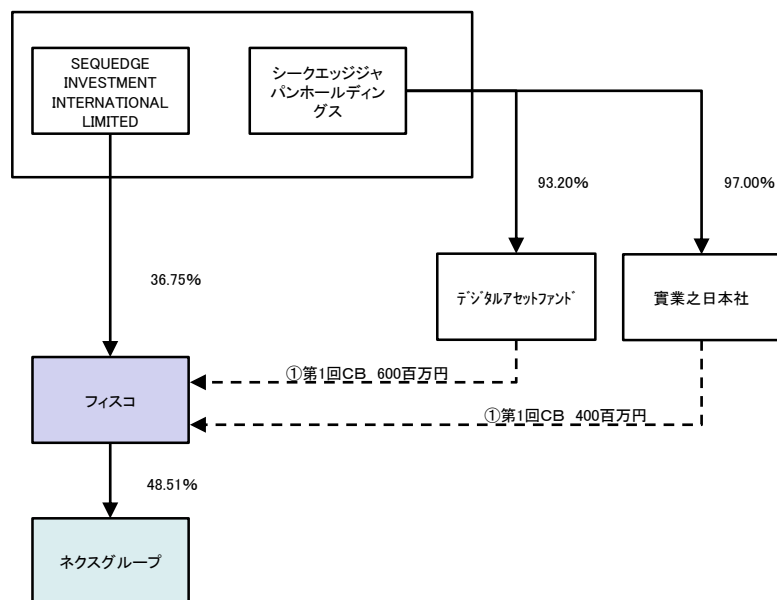 SEQUEDGE
INVESTMENT
INTERNATIONAL
LIMITED
シークエッジジャ
パンホールディン
グス
93.20%
97.00%
36.75%
デジタルアセットファンド
實業之日本社
①第1回CB 600百万円
フィスコ
①第1回CB 400百万円
48.51%
ネクスグループ